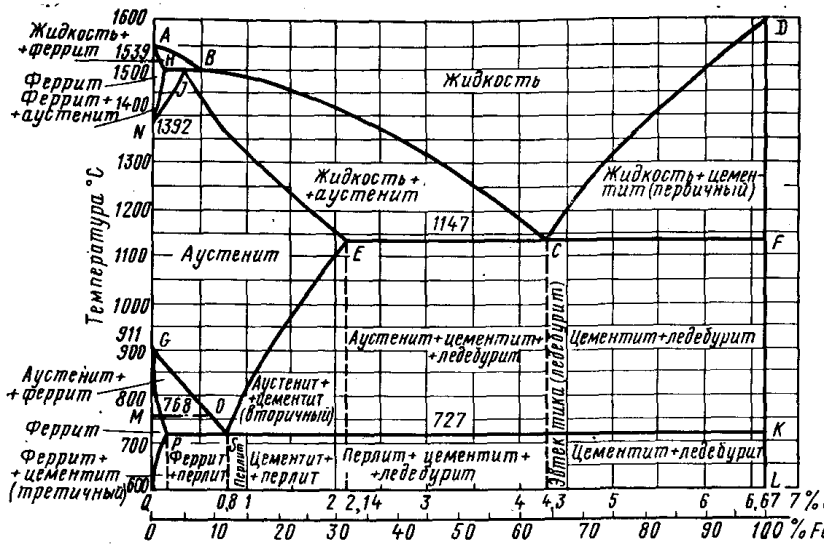 1600
A
D
Жидкость+
+феррит
1539
H
B
1500
Феррит
Феррит+
+аустенит
1400
J
Жидкость
N
1392
1300
Жидкость+
+аустенит
Жидкость+цемен-
тит (первичный)
1200
1147
1100
E
C
F
Температура °С
Аустенит
1000
911
G
900
Аустенит+цементит+
+ледебурит
Эвтектика (ледебурит)
Цементит+ледебурит
Аустенит+
+феррит
Аустенит+
+цементит
(вторичный)
800
768
O
M
727
Феррит
K
700
P
S
Феррит+
+цементит
(третичный)
Феррит
+перлит
Перлит
Цементит+
+перлит
Перлит+цементит+
+ледебурит
Цементит+ледебурит
600
L
Q
0,8 1 2 2,14 3 4 4,3 5 6 6,67 7 %
0 10 20 30 40 50 60 70 80 90 100 % Fe